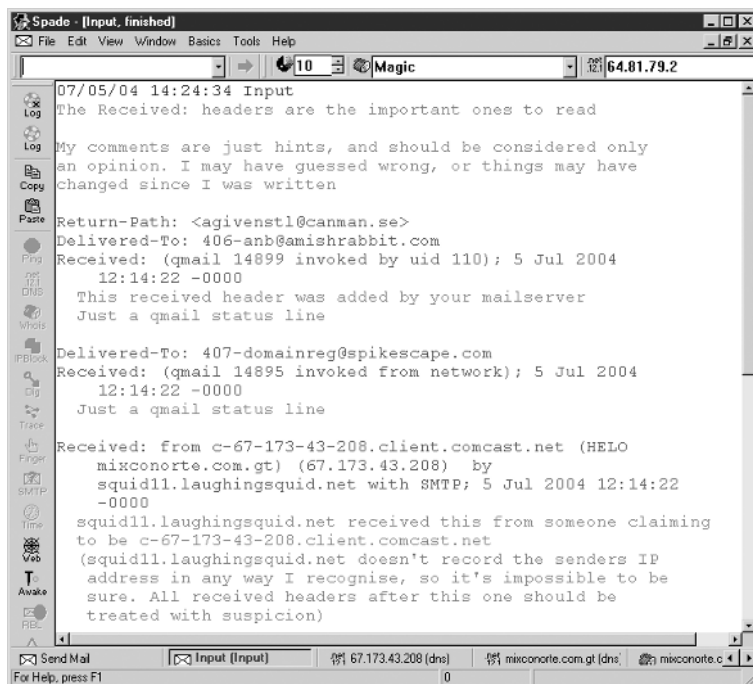 Spade - [Input, finished]
File Edit View Window Basics Tools Help
10 Magic .net 12.1 64.81.79.2
Log
Log
Copy
Paste
Ping
.net 12.1 DNS
Whois
IPBlock
Dig
Trace
Finger
SMTP
Time
Web
Awake
RBL
07/05/04 14:24:34 Input
The Received: headers are the important ones to read
My comments are just hints, and should be considered only
an opinion. I may have guessed wrong, or things may have
changed since I was written
Return-Path: <agivenstl@canman.se>
Delivered-To: 406-anb@amishrabbit.com
Received: (qmail 14899 invoked by uid 110); 5 Jul 2004
12:14:22 -0000
This received header was added by your mailserver
Just a qmail status line
Delivered-To: 407-domainreg@spikescape.com
Received: (qmail 14895 invoked from network); 5 Jul 2004
12:14:22 -0000
Just a qmail status line
Received: from c-67-173-43-208.client.comcast.net (HELO
mixconorte.com.gt) (67.173.43.208) by
squid11.laughingsquid.net with SMTP; 5 Jul 2004 12:14:22
-0000
squid11.laughingsquid.net received this from someone claiming
to be c-67-173-43-208.client.comcast.net
(squid11.laughingsquid.net doesn't record the senders IP
address in any way I recognise, so it's impossible to be
sure. All received headers after this one should be
treated with suspicion)
Send Mail Input (Input) 67.173.43.208 (dns) mixconorte.com.gt (dns) mixconorte.c
For Help, press F1 0